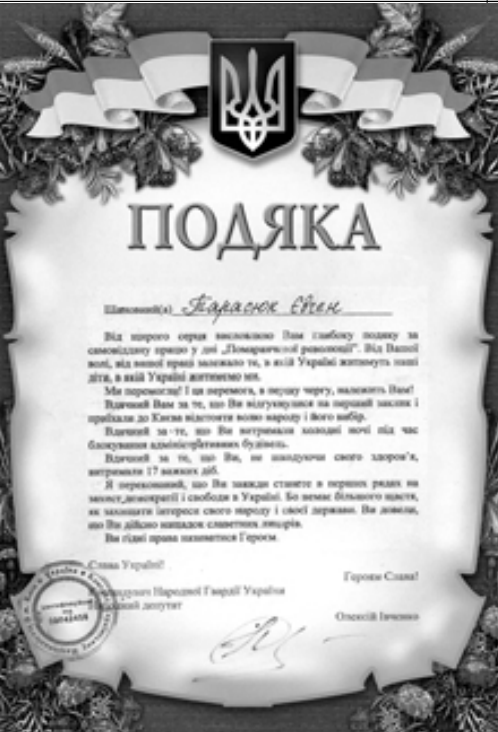 ПОДЯКА
Шановний(а) Тарасюк Євген
Від щирого серця висловлюю Вам глибоку подяку за
самовіддану працю у дні „Помаранчевої революції”. Від Вашої
волі, від вашої праці залежало те, в якій Україні житимуть наші
діти, в якій Україні житимемо ми.
Ми перемогли! І ця перемога, в першу чергу, належить Вам!
Вдячний Вам за те, що Ви відгукнулися на перший заклик і
приїхали до Києва відстояти волю народу і його вибір.
Вдячний за те, що Ви витримали холодні ночі під час
блокування адміністративних будівель.
Вдячний за те, що Ви, не шкодуючи свого здоров'я,
витримали 17 важких діб.
Я переконаний, що Ви завжди станете в перших рядах на
захист демократії і свободи в Україні. Бо немає більшого щастя,
як захищати інтереси свого народу і своєї держави. Ви довели,
що Ви дійсно нащадок славетних лицарів.
Ви гідні права називатися Героєм.
Слава Україні!
Героям Слава!
Командувач Народної Гвардії України
Народний депутат
Олексій Івченко